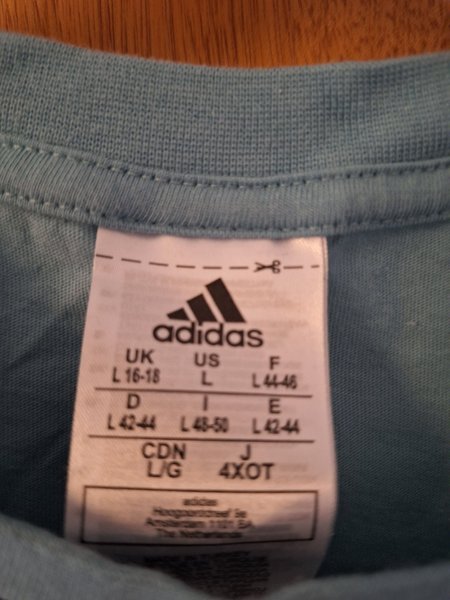 adidas
UK US F
L 16-18 L L 44-46
D I E
L 42-44 L 48-50 L 42-44
CDN J
L/G 4XOT
adidas
Hoogoorddreef 9a
Amsterdam 1101 BA
The Netherlands